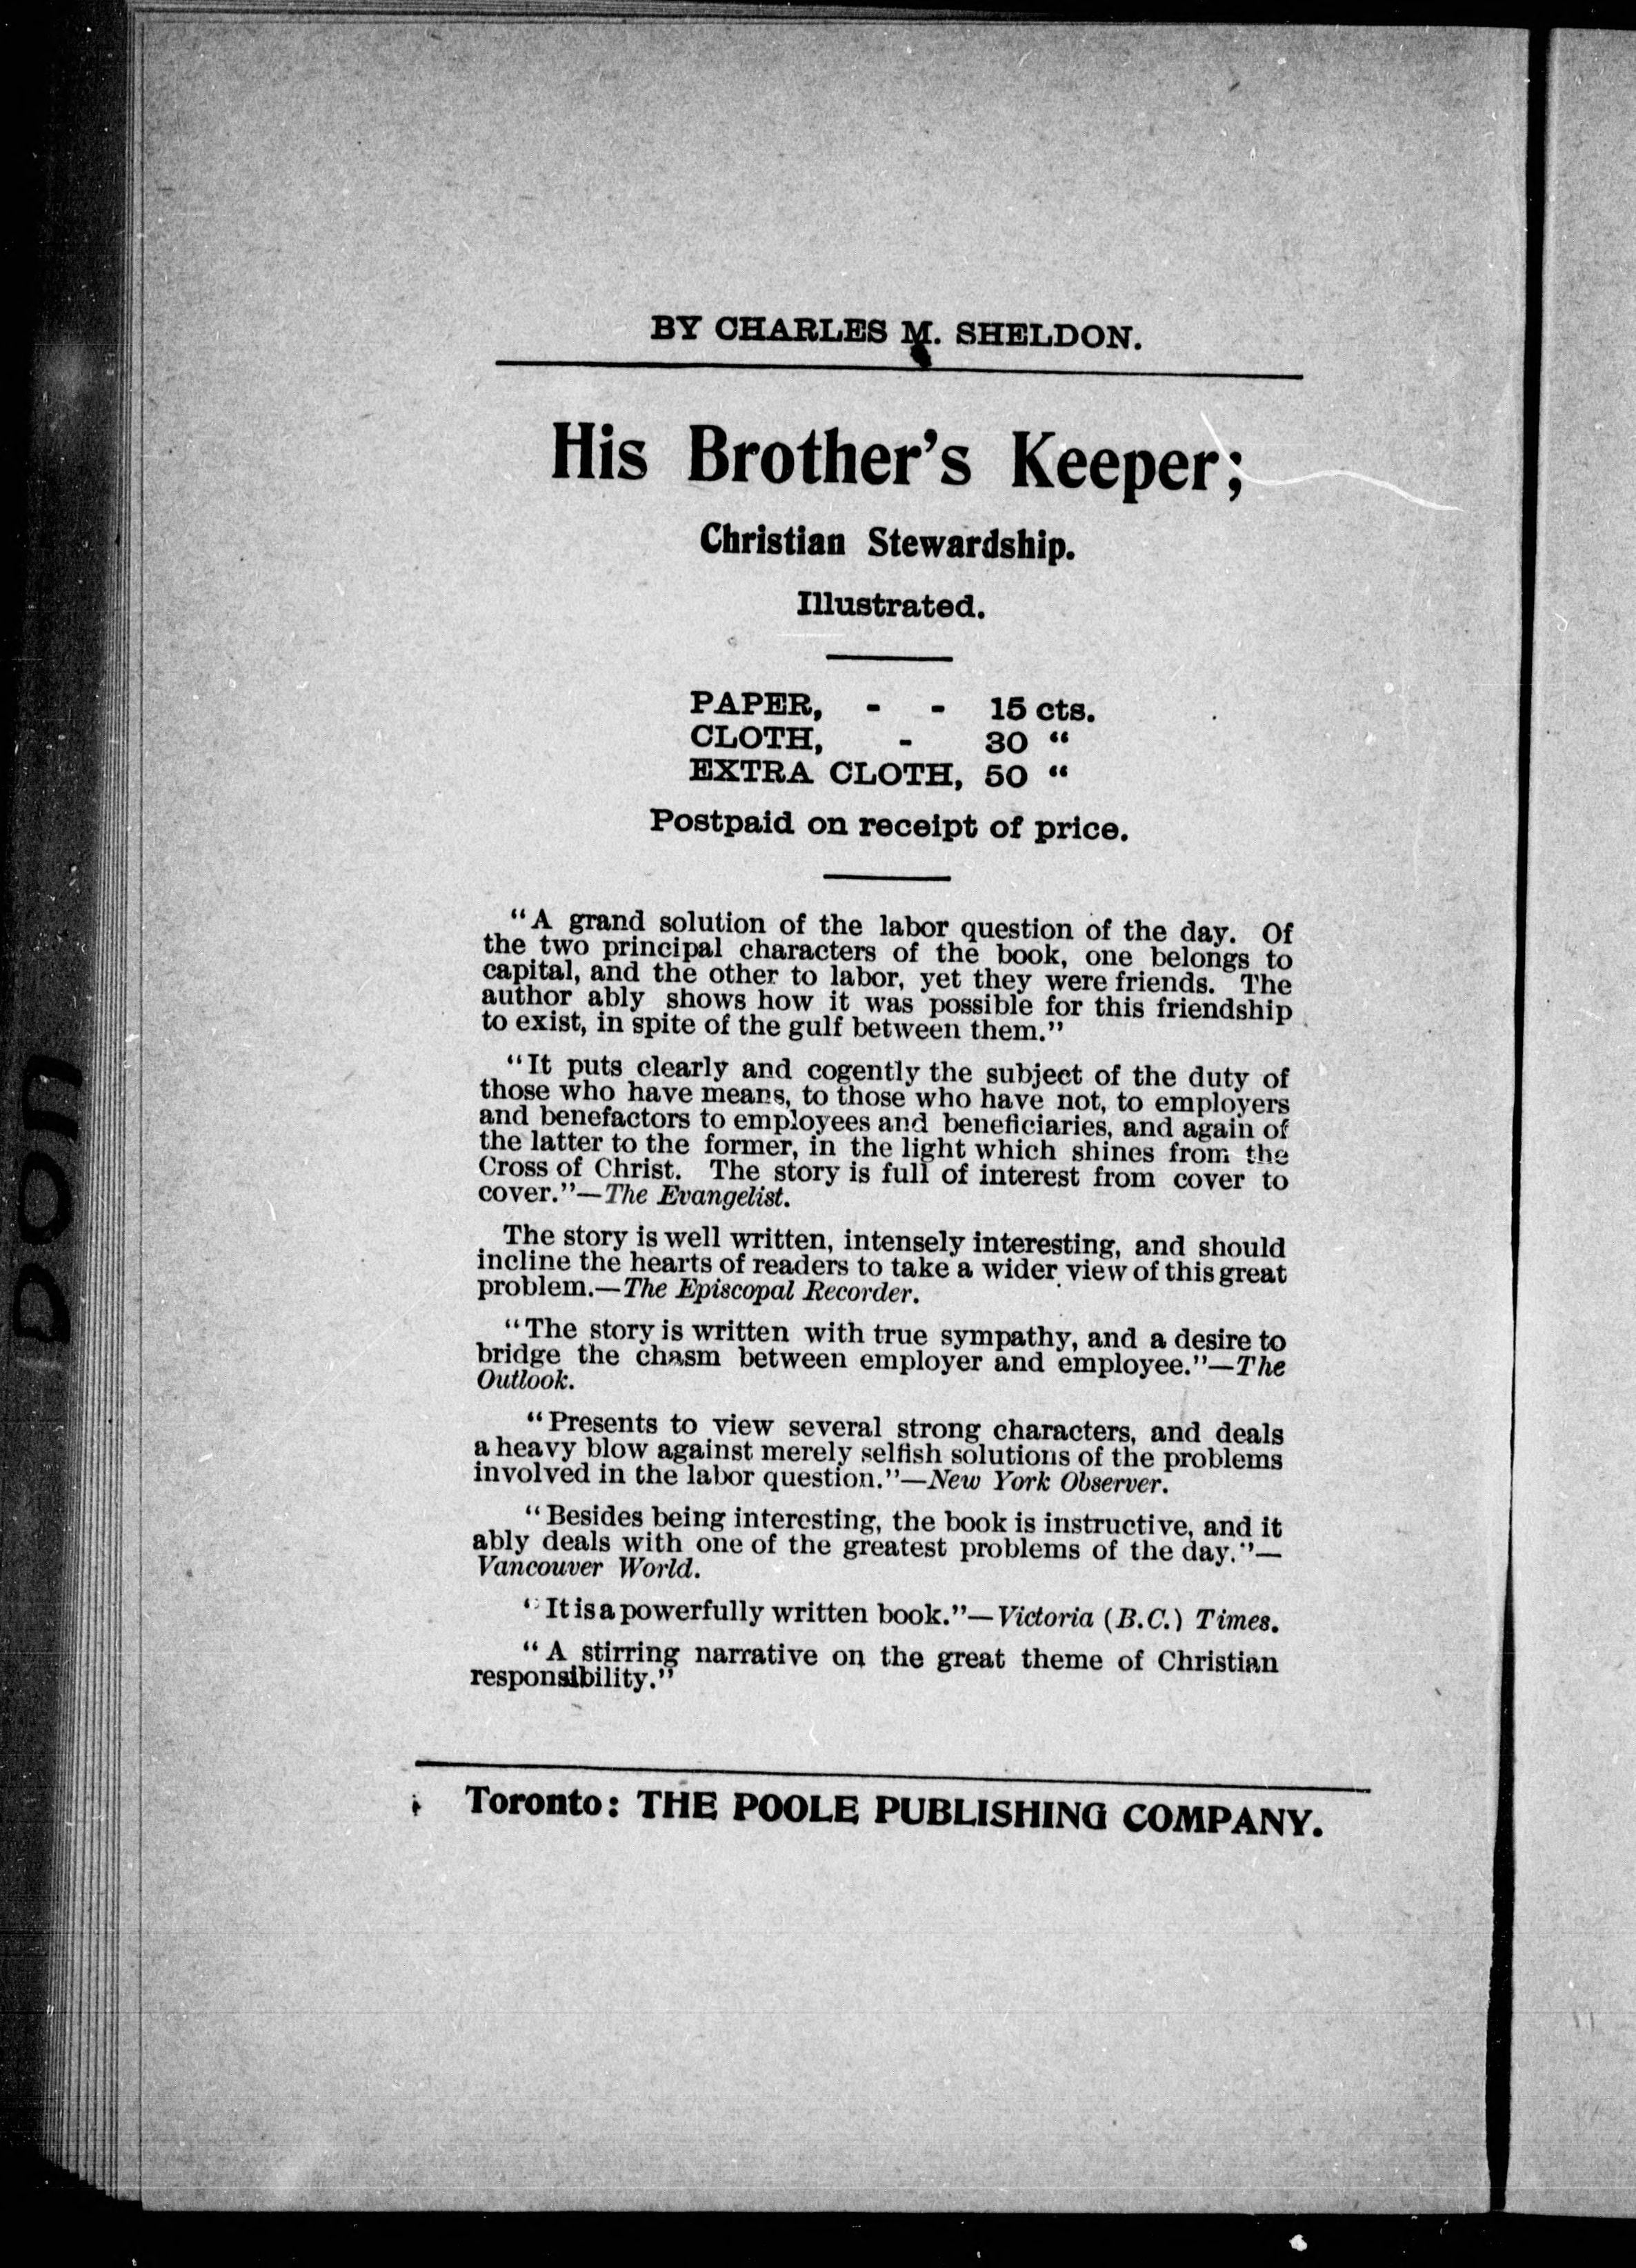 BY CHARLES M. SHELDON.
His Brother's Keeper;
Christian Stewardship.
Illustrated.
PAPER, - - 15 cts.
CLOTH, - 30 "
EXTRA CLOTH, 50 "
Postpaid on receipt of price.
"A grand solution of the labor question of the day. Of
the two principal characters of the book, one belongs to
capital, and the other to labor, yet they were friends. The
author ably shows how it was possible for this friendship
to exist, in spite of the gulf between them."
"It puts clearly and cogently the subject of the duty of
those who have means, to those who have not, to employers
and benefactors to employees and beneficiaries, and again of
the latter to the former, in the light which shines from the
Cross of Christ. The story is full of interest from cover to
cover."—The Evangelist.
The story is well written, intensely interesting, and should
incline the hearts of readers to take a wider view of this great
problem.—The Episcopal Recorder.
"The story is written with true sympathy, and a desire to
bridge the chasm between employer and employee."—The
Outlook.
"Presents to view several strong characters, and deals
a heavy blow against merely selfish solutions of the problems
involved in the labor question."—New York Observer.
"Besides being interesting, the book is instructive, and it
ably deals with one of the greatest problems of the day."—
Vancouver World.
"It is a powerfully written book."—Victoria (B.C.) Times.
"A stirring narrative on the great theme of Christian
responsibility."
Toronto: THE POOLE PUBLISHING COMPANY.